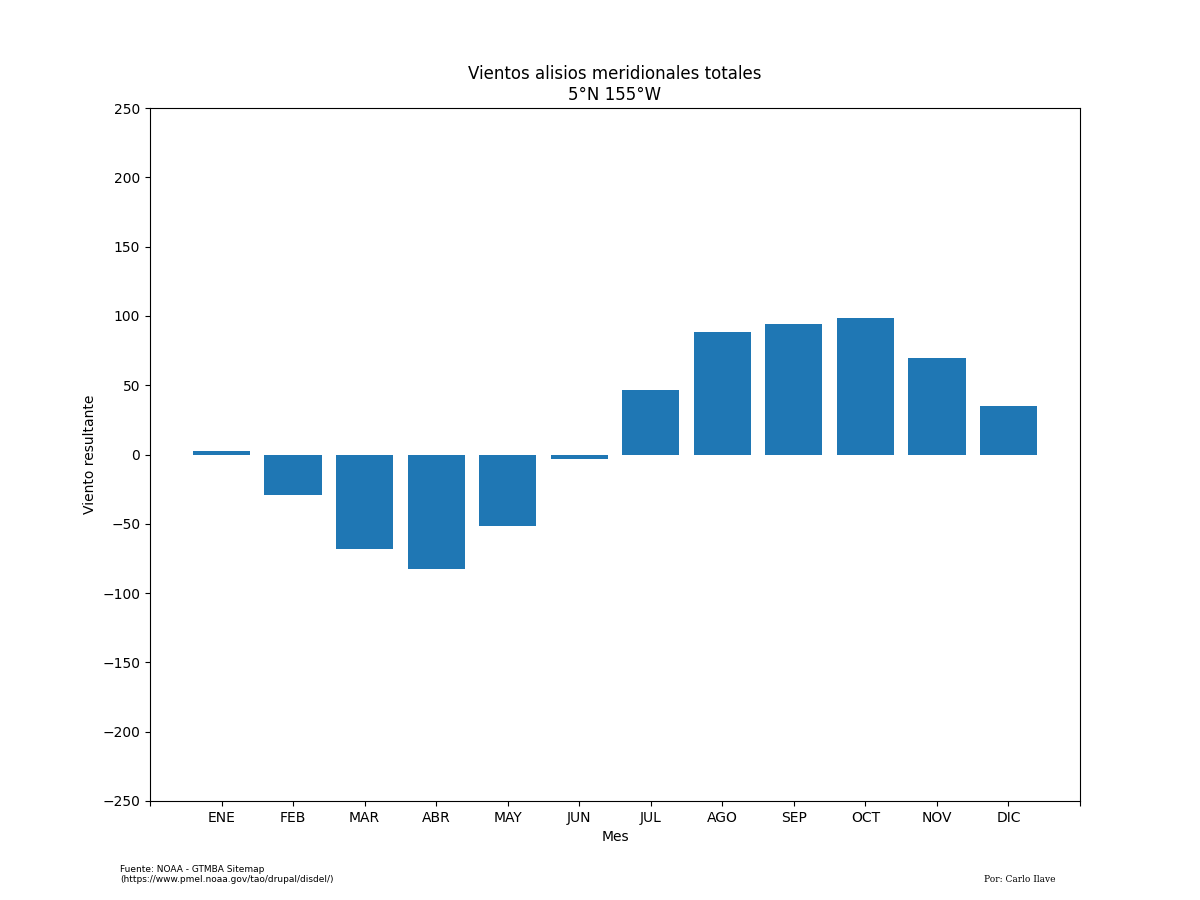 Vientos alisios meridionales totales
5°N 155°W
250
200
150
100
50
0
−50
−100
−150
−200
−250
Viento resultante
ENE FEB MAR ABR MAY JUN JUL AGO SEP OCT NOV DIC
Mes
Fuente: NOAA - GTMBA Sitemap
(https://www.pmel.noaa.gov/tao/drupal/disdel/)
Por: Carlo Ilave